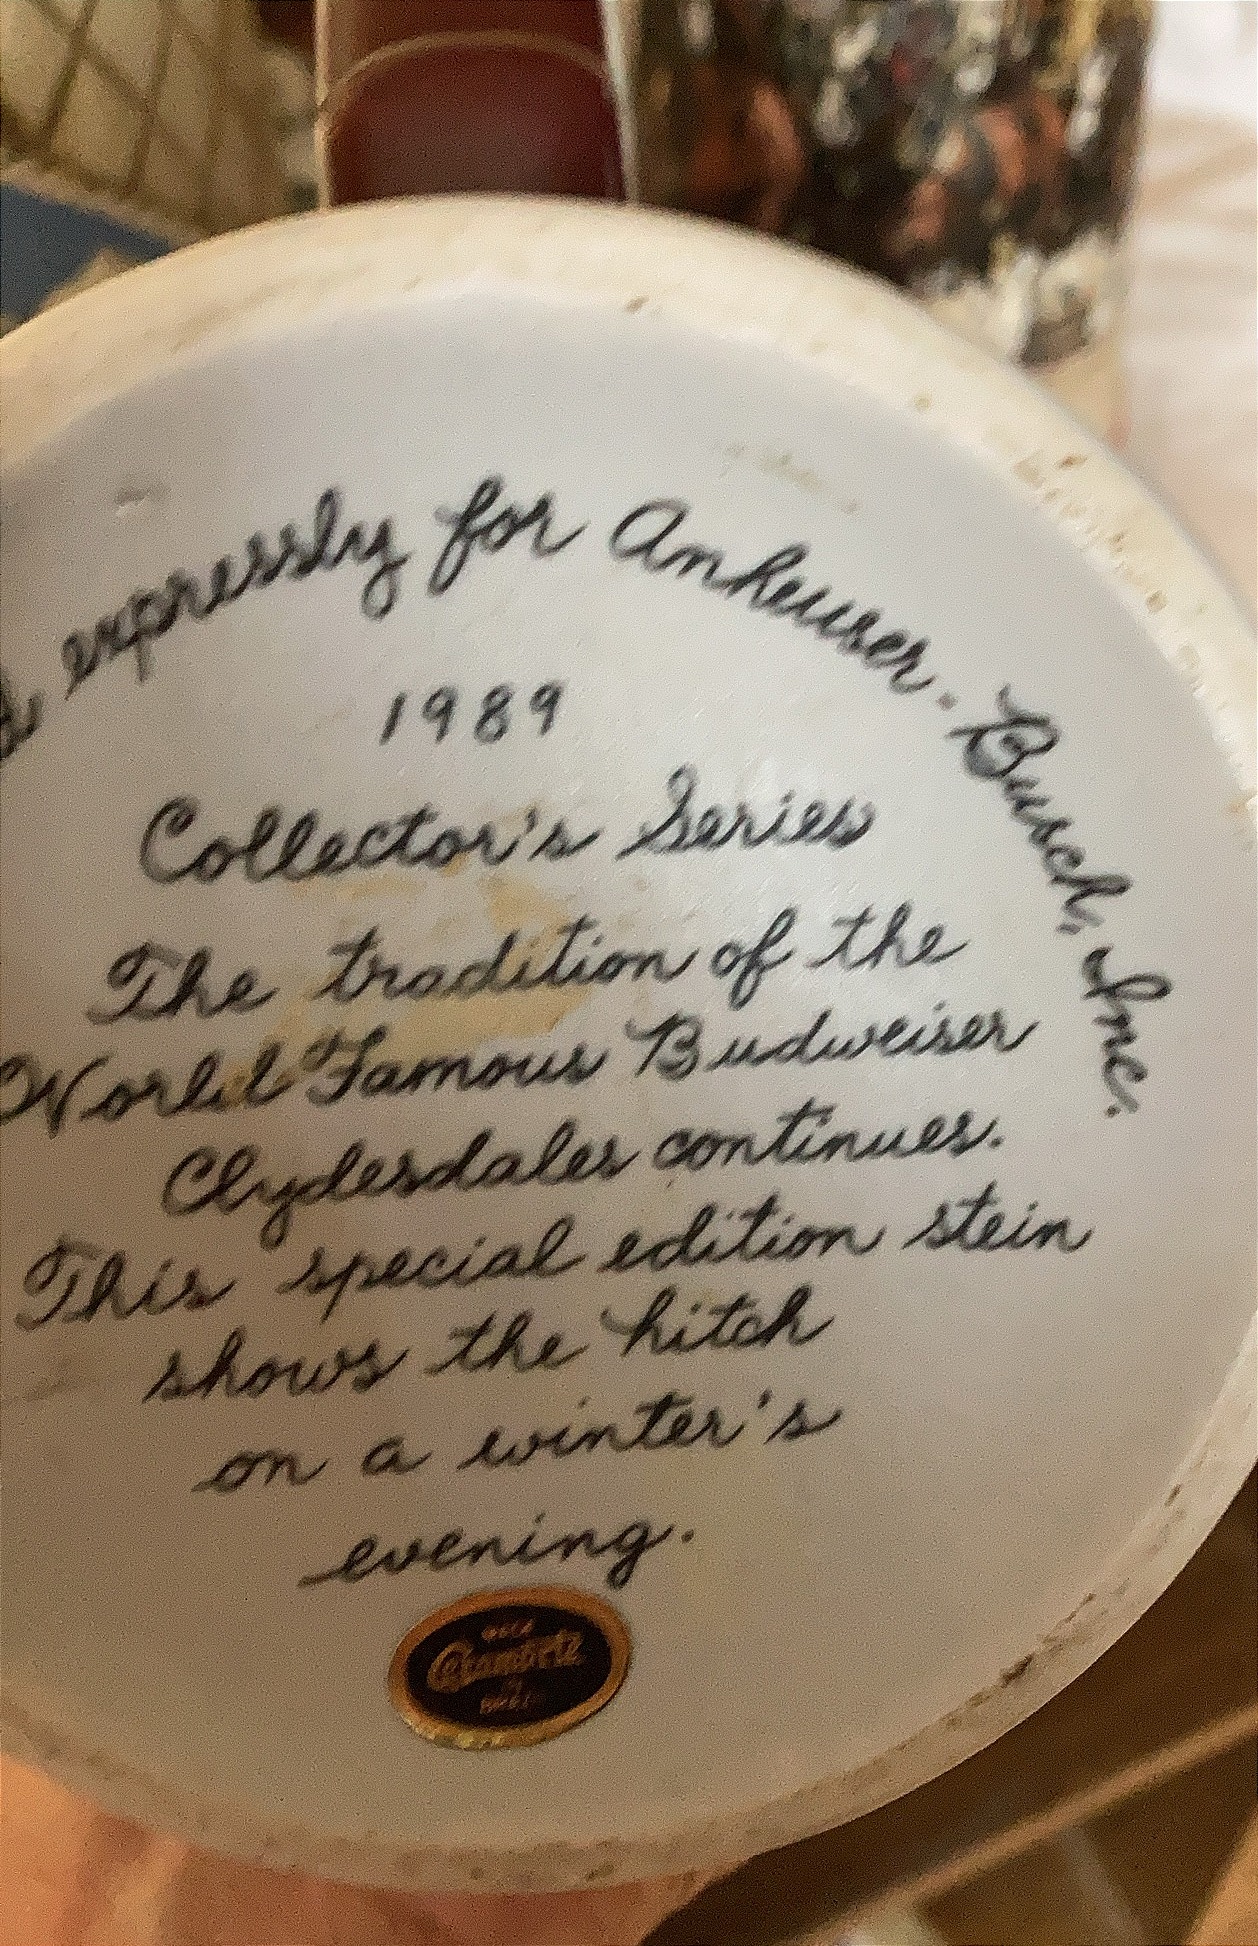 expressly for Anheuser-Busch, Inc.
1989
Collector's Series
The tradition of the
World Famous Budweiser
Clydesdales continues.
This special edition stein
shows the hitch
on a winter's
evening.
Ceramarte